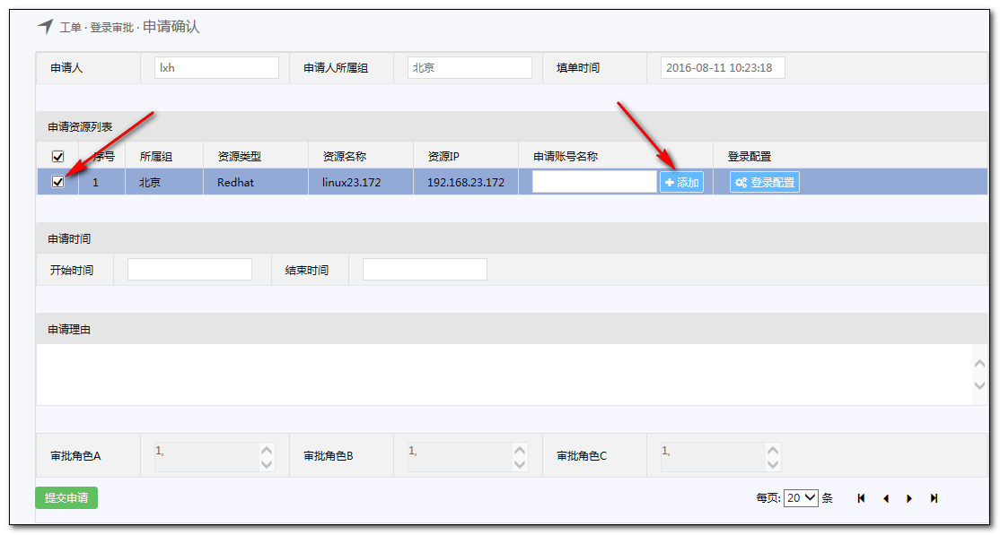 工单 · 登录审批 · 申请确认
申请人 lxh 申请人所属组 北京 填单时间 2016-08-11 10:23:18
申请资源列表
序号 所属组 资源类型 资源名称 资源IP 申请账号名称 登录配置
1 北京 Redhat linux23.172 192.168.23.172 添加 登录配置
申请时间
开始时间 结束时间
申请理由
审批角色A 1, 审批角色B 1, 审批角色C 1,
提交申请 每页: 20 条